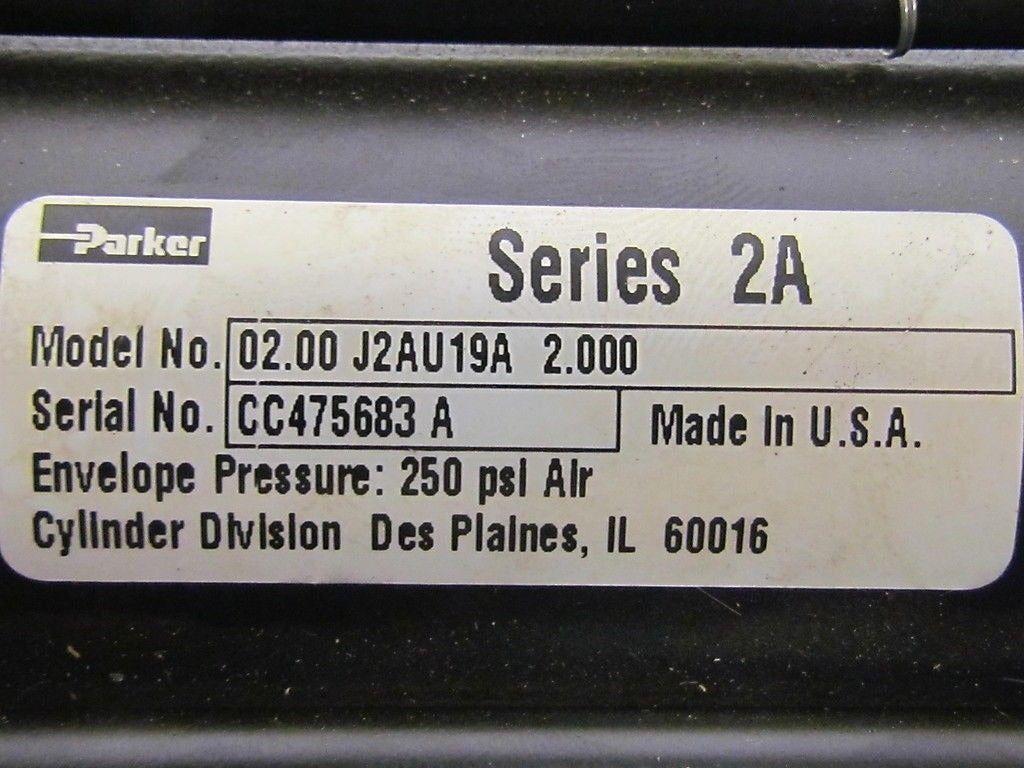 Parker
Series 2A
Model No. 02.00 J2AU19A 2.000
Serial No. CC475683 A Made In U.S.A.
Envelope Pressure: 250 psi Air
Cylinder Division Des Plaines, IL 60016